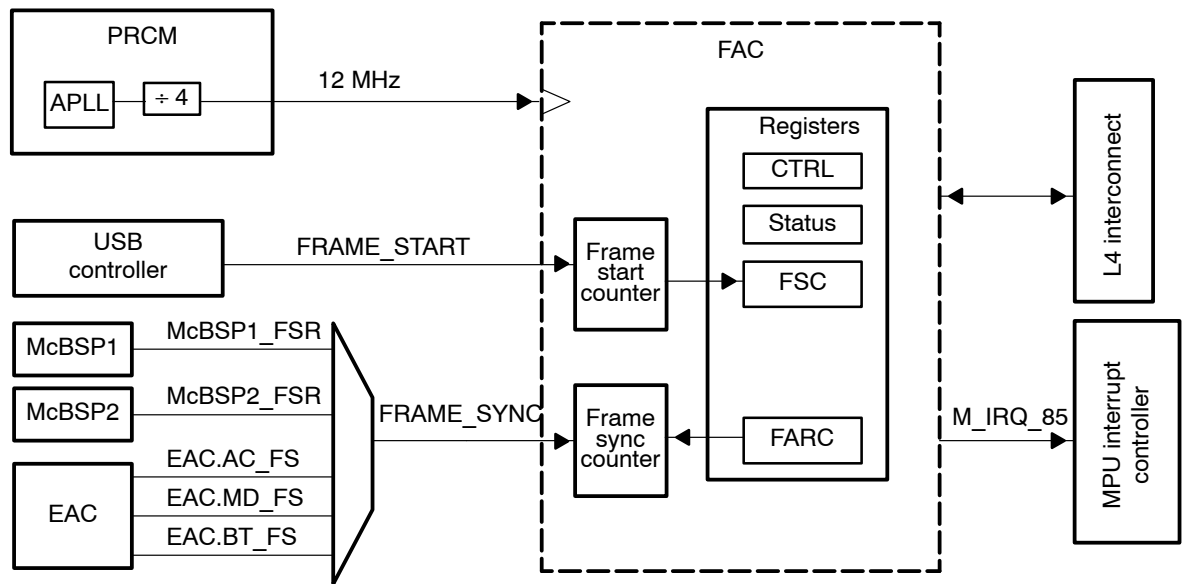 PRCM
APLL
÷ 4
12 MHz
FAC
Registers
CTRL
Status
FSC
FARC
USB
controller
FRAME_START
Frame
start
counter
McBSP1
McBSP1_FSR
McBSP2
McBSP2_FSR
FRAME_SYNC
Frame
sync
counter
EAC
EAC.AC_FS
EAC.MD_FS
EAC.BT_FS
L4 interconnect
M_IRQ_85
MPU interrupt
controller